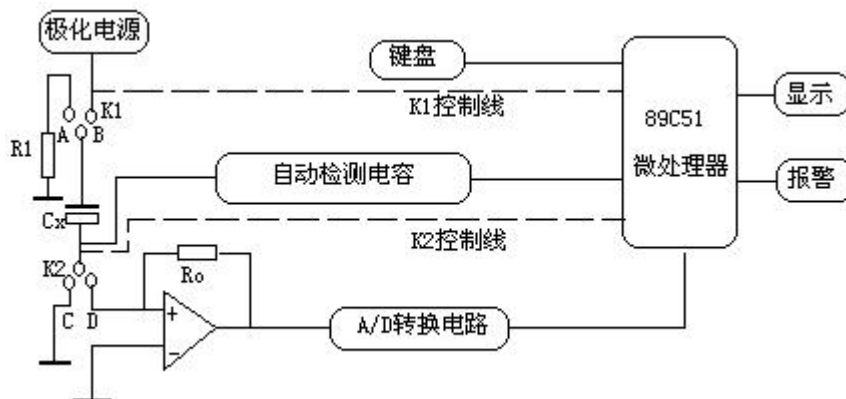 极化电源
键盘
K1控制线
89C51
微处理器
显示
报警
K1
A
B
R1
自动检测电容
Cx
K2控制线
K2
Ro
C
D
+
-
A/D转换电路